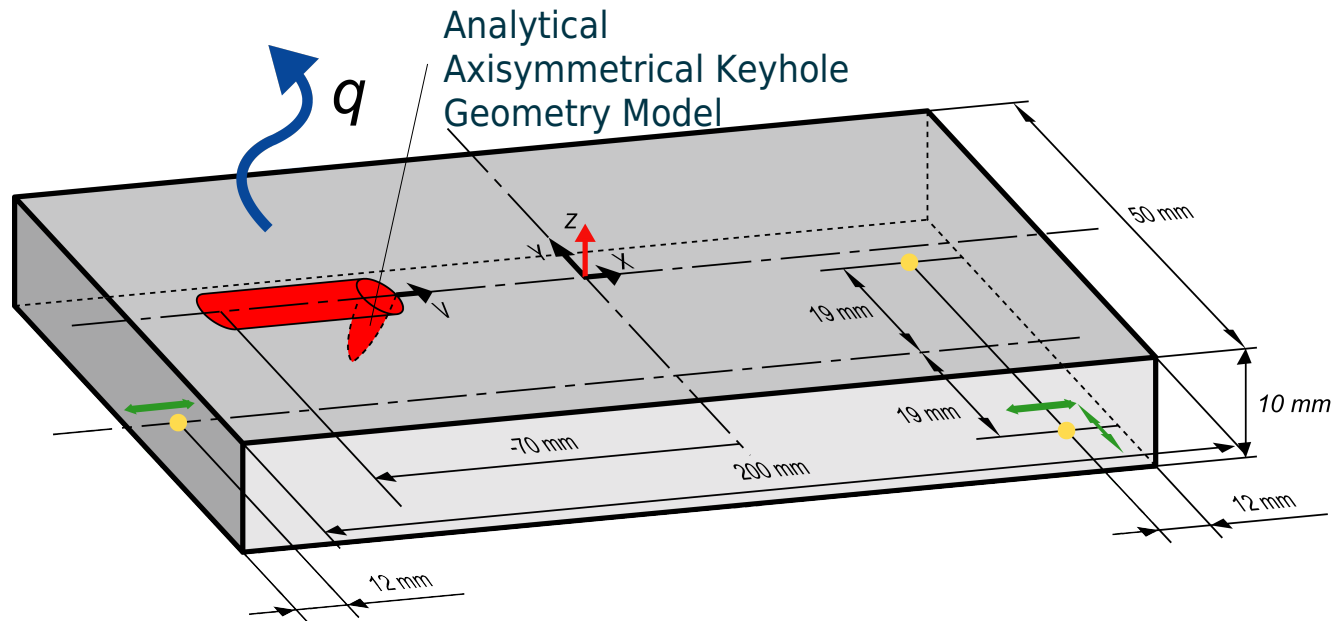 Analytical
Axisymmetrical Keyhole
Geometry Model
q
50 mm
Z
Y
X
V
19 mm
19 mm
10 mm
-70 mm
200 mm
12 mm
12 mm